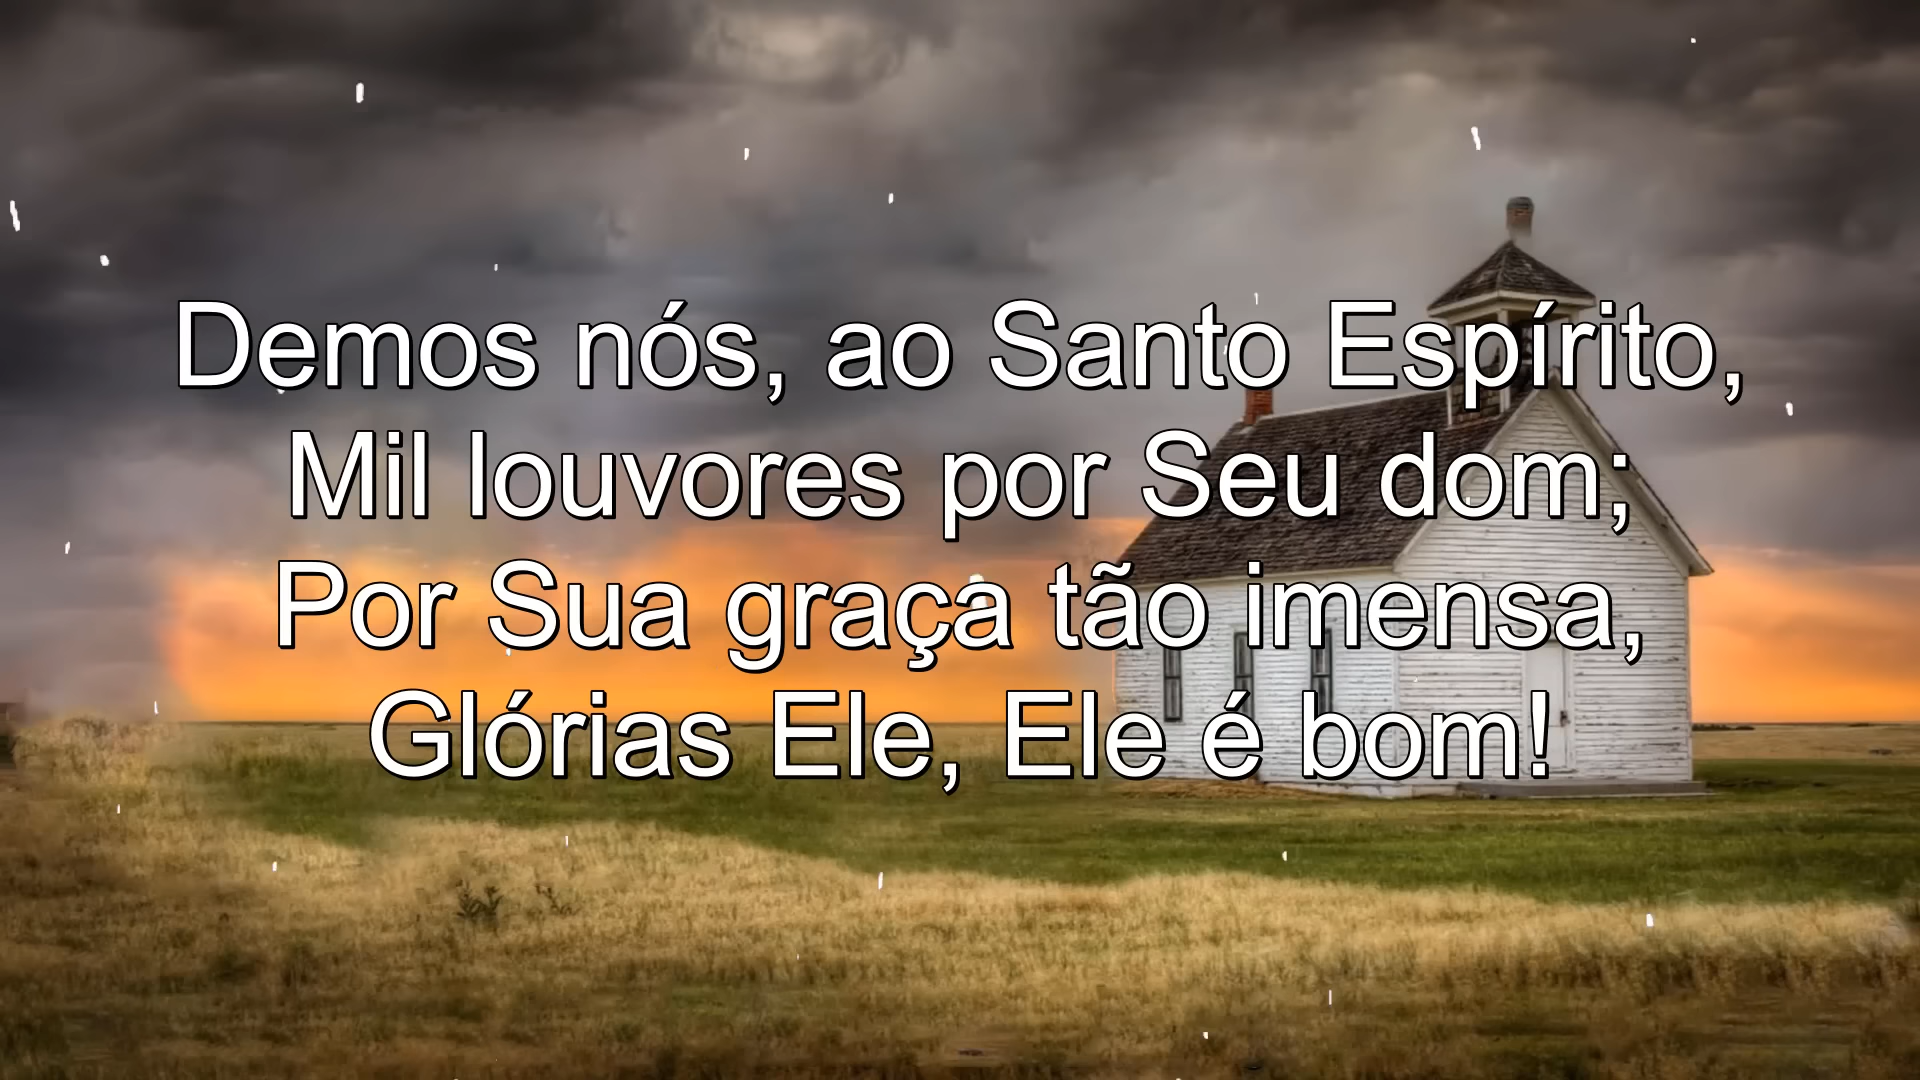 Demos nós, ao Santo Espírito,
Mil louvores por Seu dom;
Por Sua graça tão imensa,
Glórias Ele, Ele é bom!